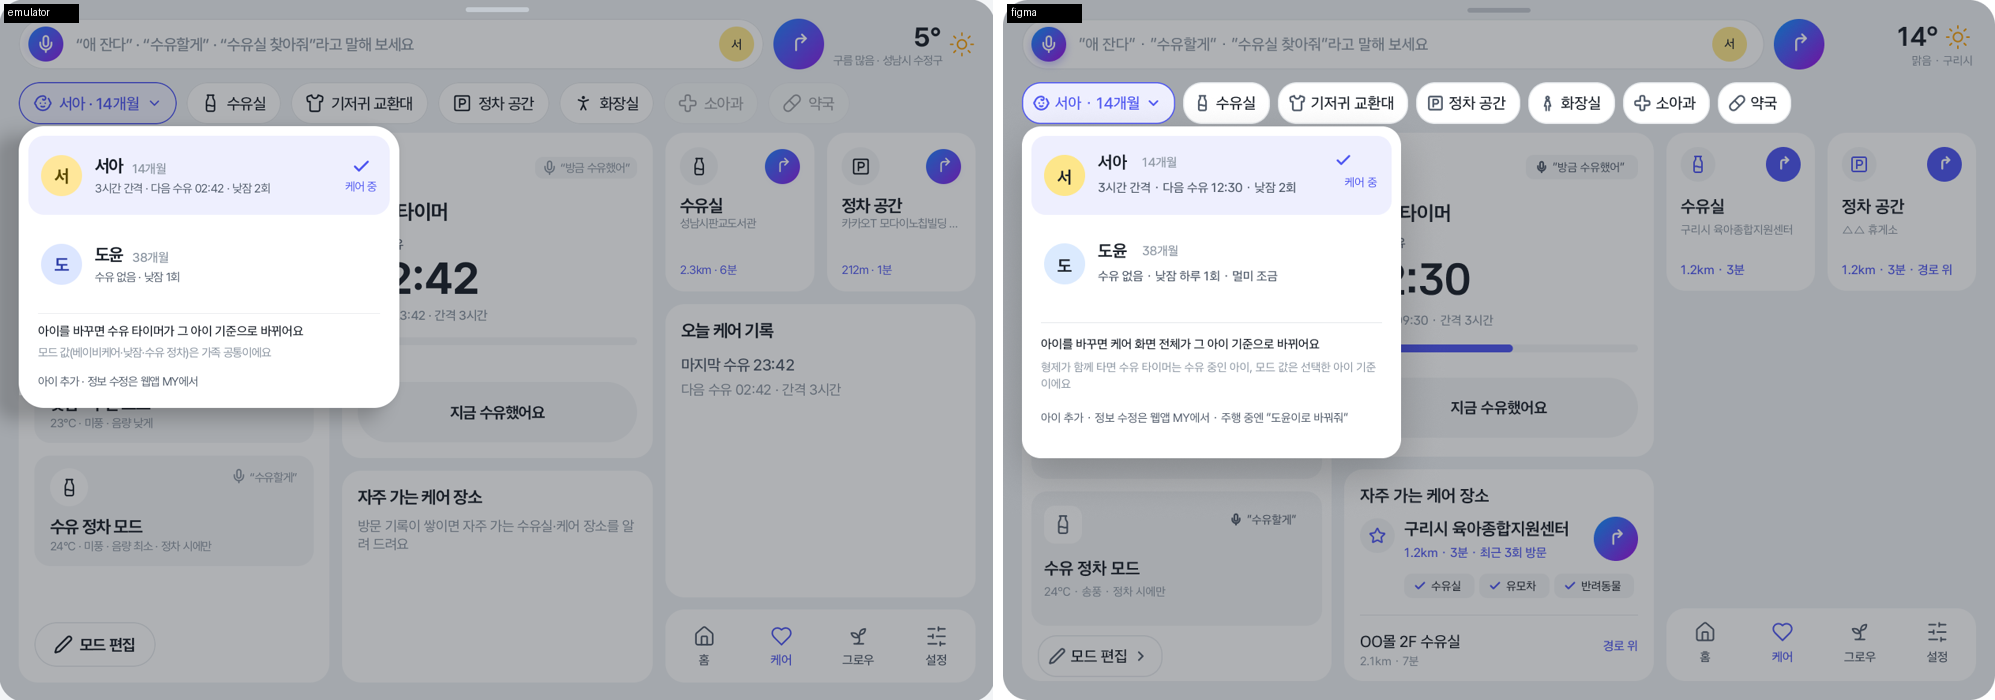 emulator
“애 잔다” · “수유할게” · “수유실 찾아줘”라고 말해 보세요
서
5°
구름 많음 · 성남시 수정구
서아 · 14개월
수유실
기저귀 교환대
정차 공간
화장실
소아과
약국
서
서아 14개월
3시간 간격 · 다음 수유 02:42 · 낮잠 2회
케어 중
도
도윤 38개월
수유 없음 · 낮잠 1회
아이를 바꾸면 수유 타이머가 그 아이 기준으로 바뀌어요
모드 값(베이비케어·낮잠·수유 정차)은 가족 공통이에요
아이 추가 · 정보 수정은 웹앱 MY에서
23°C · 미풍 · 음량 낮게
“수유할게”
수유 정차 모드
24°C · 미풍 · 음량 최소 · 정차 시에만
모드 편집
“방금 수유했어”
타이머
2:42
3:42 · 간격 3시간
지금 수유했어요
자주 가는 케어 장소
방문 기록이 쌓이면 자주 가는 수유실·케어 장소를 알
려 드려요
수유실
성남시판교도서관
2.3km · 6분
정차 공간
카카오T 모다이노칩빌딩 ...
212m · 1분
오늘 케어 기록
마지막 수유 23:42
다음 수유 02:42 · 간격 3시간
홈
케어
그로우
설정
figma
“애 잔다” · “수유할게” · “수유실 찾아줘”라고 말해 보세요
서
14°
맑음 · 구리시
서아 · 14개월
수유실
기저귀 교환대
정차 공간
화장실
소아과
약국
서
서아 14개월
3시간 간격 · 다음 수유 12:30 · 낮잠 2회
케어 중
도
도윤 38개월
수유 없음 · 낮잠 하루 1회 · 멀미 조금
아이를 바꾸면 케어 화면 전체가 그 아이 기준으로 바뀌어요
형제가 함께 타면 수유 타이머는 수유 중인 아이, 모드 값은 선택한 아이 기준
이에요
아이 추가 · 정보 수정은 웹앱 MY에서 · 주행 중엔 “도윤이로 바꿔줘”
“수유할게”
수유 정차 모드
24°C · 송풍 · 정차 시에만
모드 편집
“방금 수유했어”
타이머
2:30
09:30 · 간격 3시간
지금 수유했어요
자주 가는 케어 장소
구리시 육아종합지원센터
1.2km · 3분 · 최근 3회 방문
수유실
유모차
반려동물
OO몰 2F 수유실
2.1km · 7분
경로 위
수유실
구리시 육아종합지원센터
1.2km · 3분
정차 공간
△△ 휴게소
1.2km · 3분 · 경로 위
홈
케어
그로우
설정